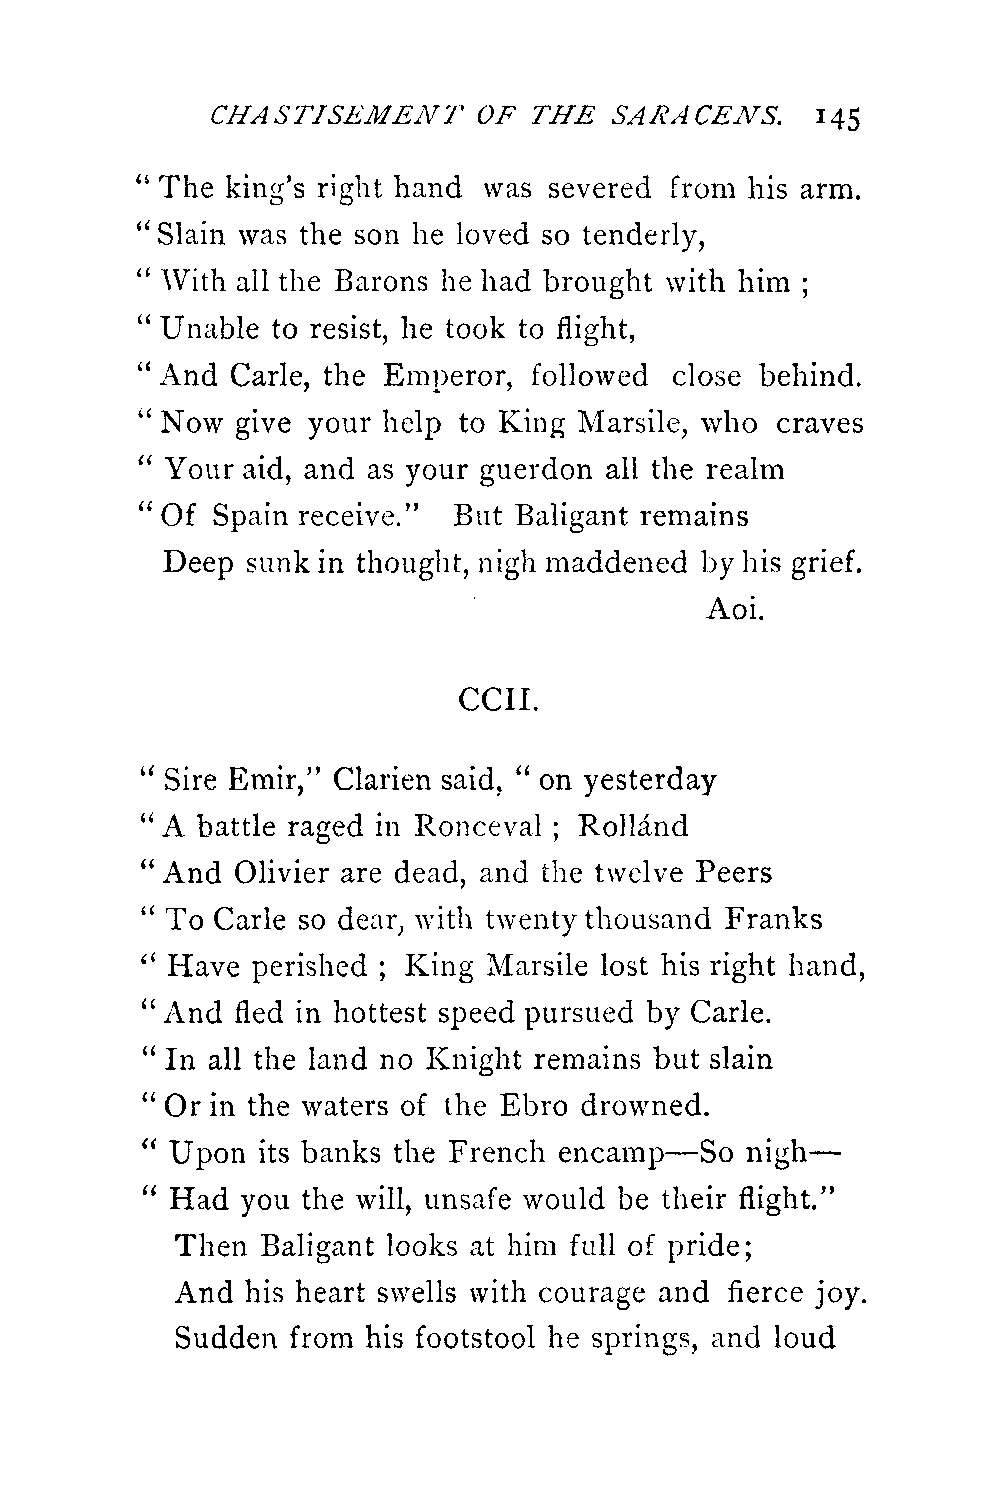 CHASTISEMENT OF THE SARACENS. 145
“ The king’s right hand was severed from his arm.
“ Slain was the son he loved so tenderly,
“ With all the Barons he had brought with him ;
“ Unable to resist, he took to flight,
“ And Carle, the Emperor, followed close behind.
“ Now give your help to King Marsile, who craves
“ Your aid, and as your guerdon all the realm
“ Of Spain receive.” But Baligant remains
Deep sunk in thought, nigh maddened by his grief.
Aoi.
CCII.
“ Sire Emir,” Clarien said, “ on yesterday
“ A battle raged in Ronceval ; Rollánd
“ And Olivier are dead, and the twelve Peers
“ To Carle so dear, with twenty thousand Franks
“ Have perished ; King Marsile lost his right hand,
“ And fled in hottest speed pursued by Carle.
“ In all the land no Knight remains but slain
“ Or in the waters of the Ebro drowned.
“ Upon its banks the French encamp—So nigh—
“ Had you the will, unsafe would be their flight.”
Then Baligant looks at him full of pride;
And his heart swells with courage and fierce joy.
Sudden from his footstool he springs, and loud